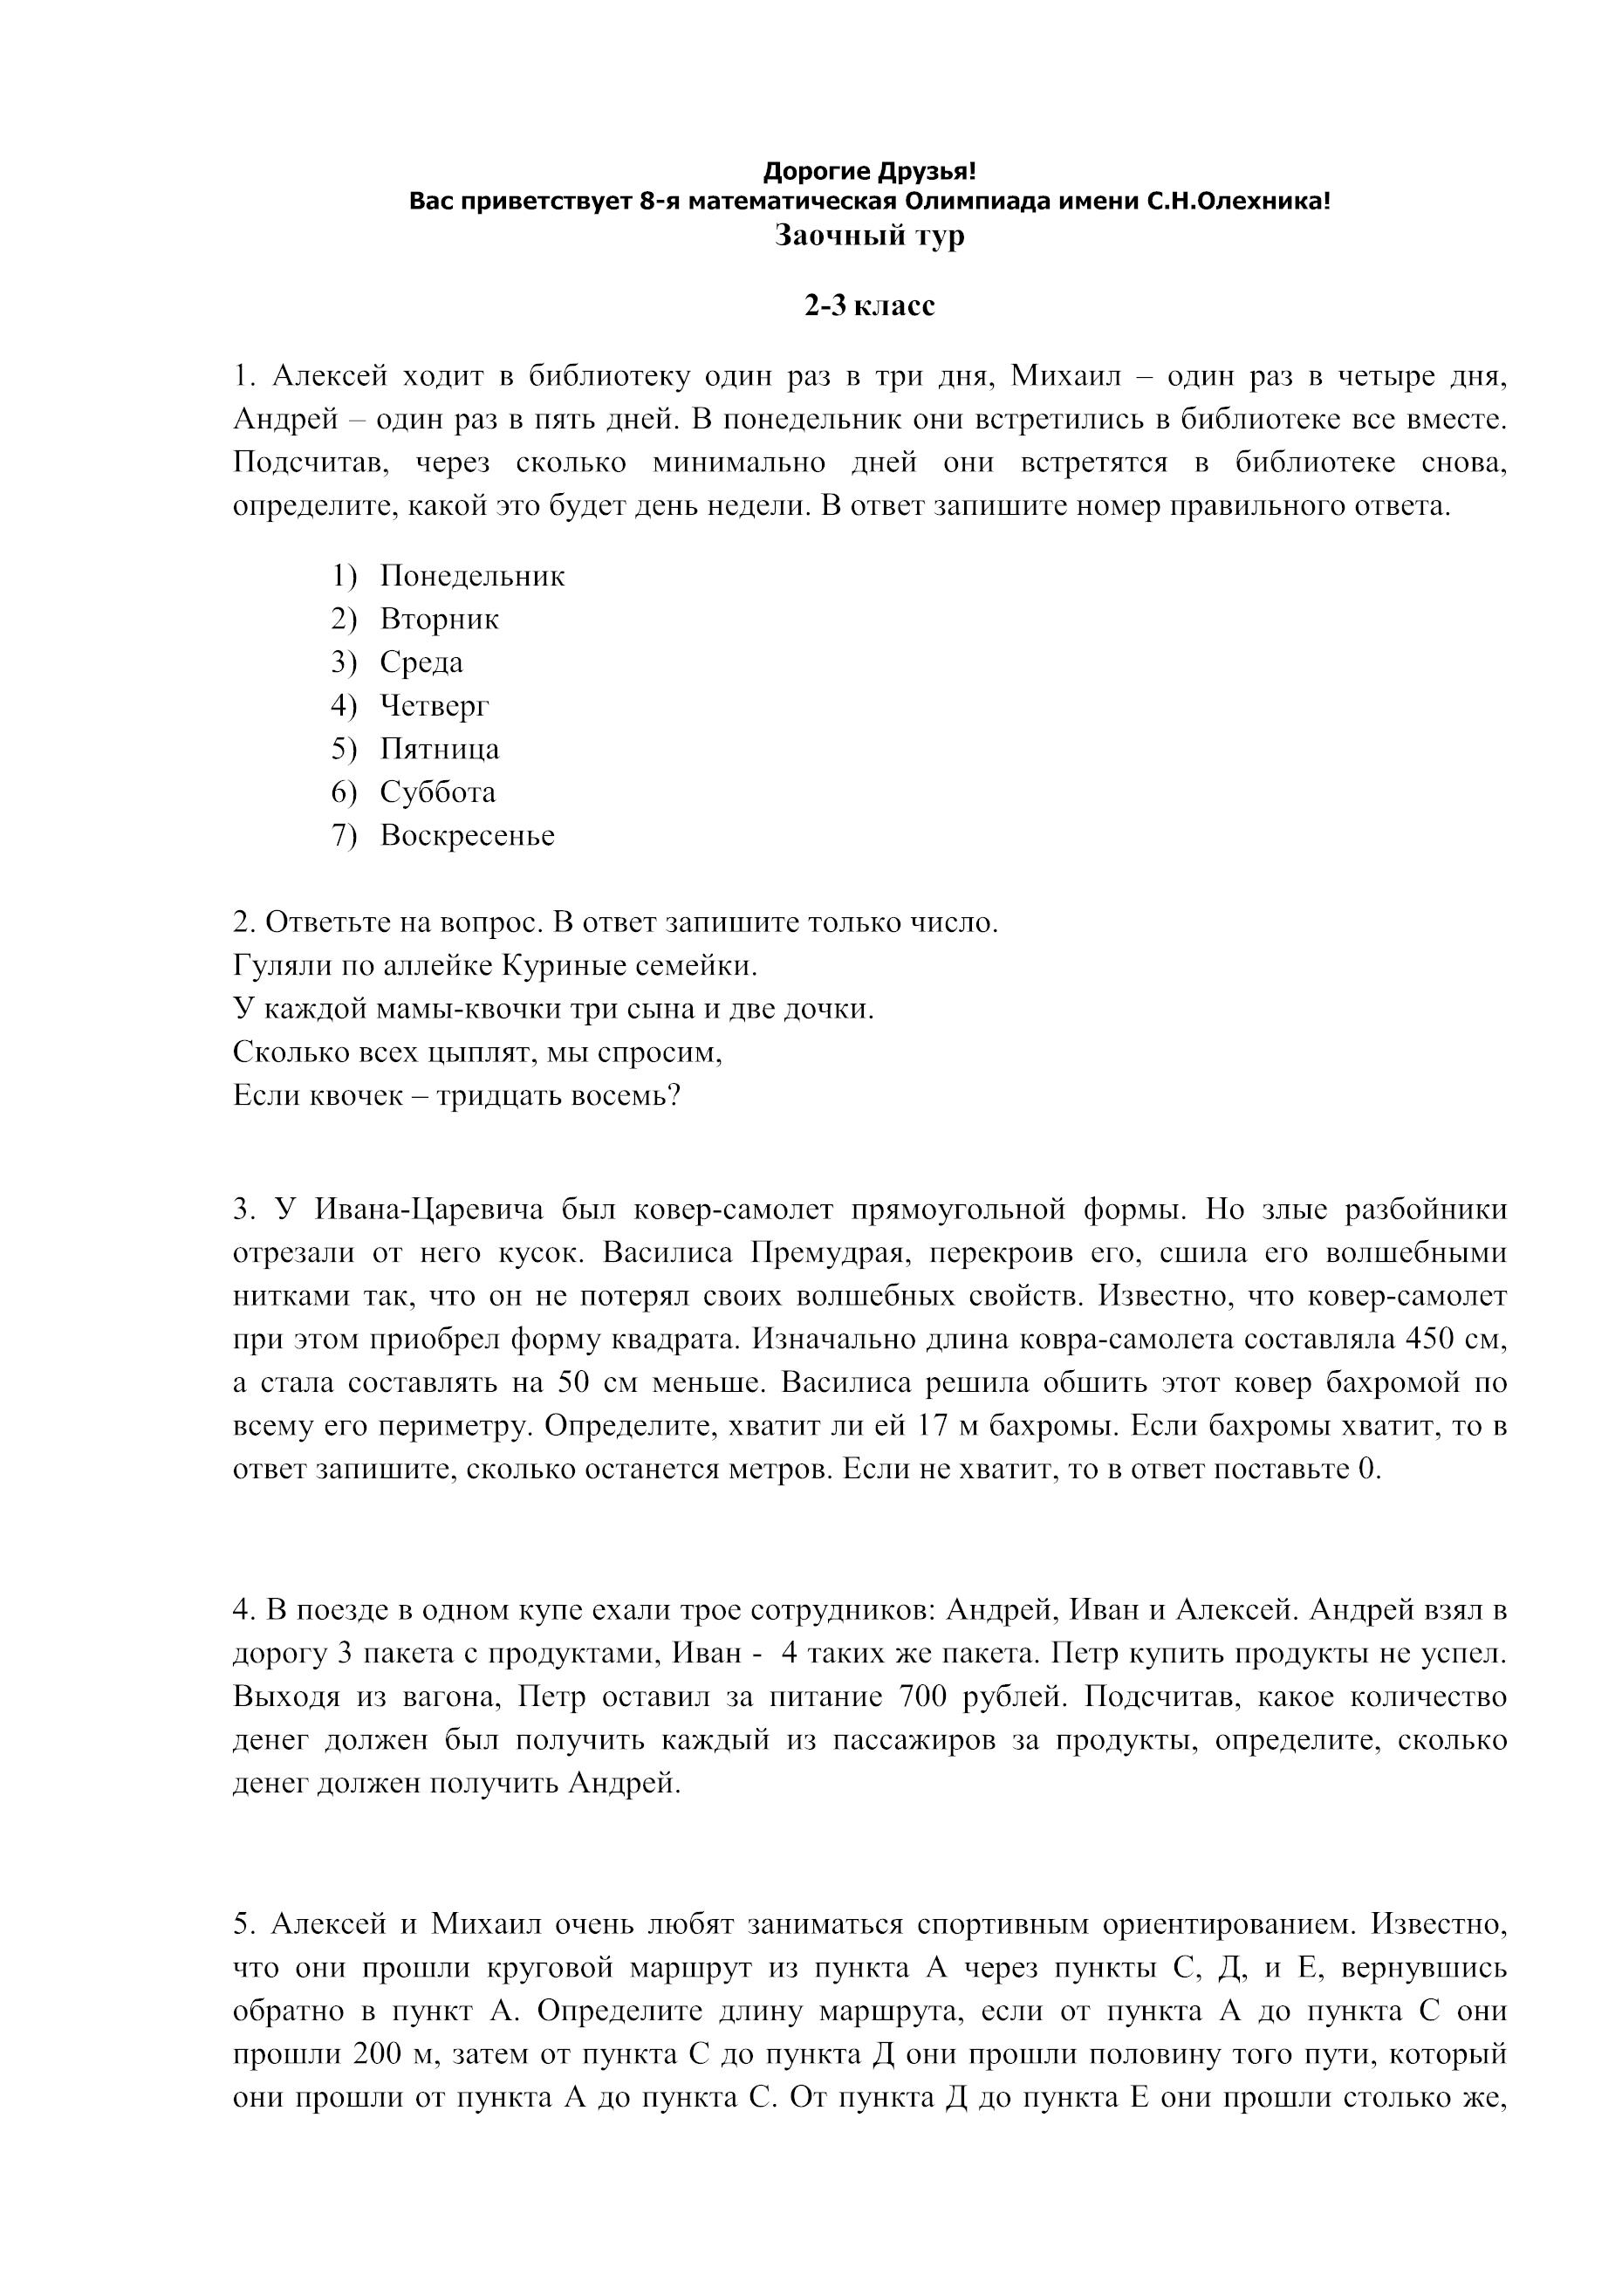 Дорогие Друзья!
Вас приветствует 8-я математическая Олимпиада имени С.Н.Олехника!
Заочный тур
2-3 класс
1. Алексей ходит в библиотеку один раз в три дня, Михаил – один раз в четыре дня,
Андрей – один раз в пять дней. В понедельник они встретились в библиотеке все вместе.
Подсчитав, через сколько минимально дней они встретятся в библиотеке снова,
определите, какой это будет день недели. В ответ запишите номер правильного ответа.
1) Понедельник
2) Вторник
3) Среда
4) Четверг
5) Пятница
6) Суббота
7) Воскресенье
2. Ответьте на вопрос. В ответ запишите только число.
Гуляли по аллейке Куриные семейки.
У каждой мамы-квочки три сына и две дочки.
Сколько всех цыплят, мы спросим,
Если квочек – тридцать восемь?
3. У Ивана-Царевича был ковер-самолет прямоугольной формы. Но злые разбойники
отрезали от него кусок. Василиса Премудрая, перекроив его, сшила его волшебными
нитками так, что он не потерял своих волшебных свойств. Известно, что ковер-самолет
при этом приобрел форму квадрата. Изначально длина ковра-самолета составляла 450 см,
а стала составлять на 50 см меньше. Василиса решила обшить этот ковер бахромой по
всему его периметру. Определите, хватит ли ей 17 м бахромы. Если бахромы хватит, то в
ответ запишите, сколько останется метров. Если не хватит, то в ответ поставьте 0.
4. В поезде в одном купе ехали трое сотрудников: Андрей, Иван и Алексей. Андрей взял в
дорогу 3 пакета с продуктами, Иван - 4 таких же пакета. Петр купить продукты не успел.
Выходя из вагона, Петр оставил за питание 700 рублей. Подсчитав, какое количество
денег должен был получить каждый из пассажиров за продукты, определите, сколько
денег должен получить Андрей.
5. Алексей и Михаил очень любят заниматься спортивным ориентированием. Известно,
что они прошли круговой маршрут из пункта А через пункты С, Д, и Е, вернувшись
обратно в пункт А. Определите длину маршрута, если от пункта А до пункта С они
прошли 200 м, затем от пункта С до пункта Д они прошли половину того пути, который
они прошли от пункта А до пункта С. От пункта Д до пункта Е они прошли столько же,